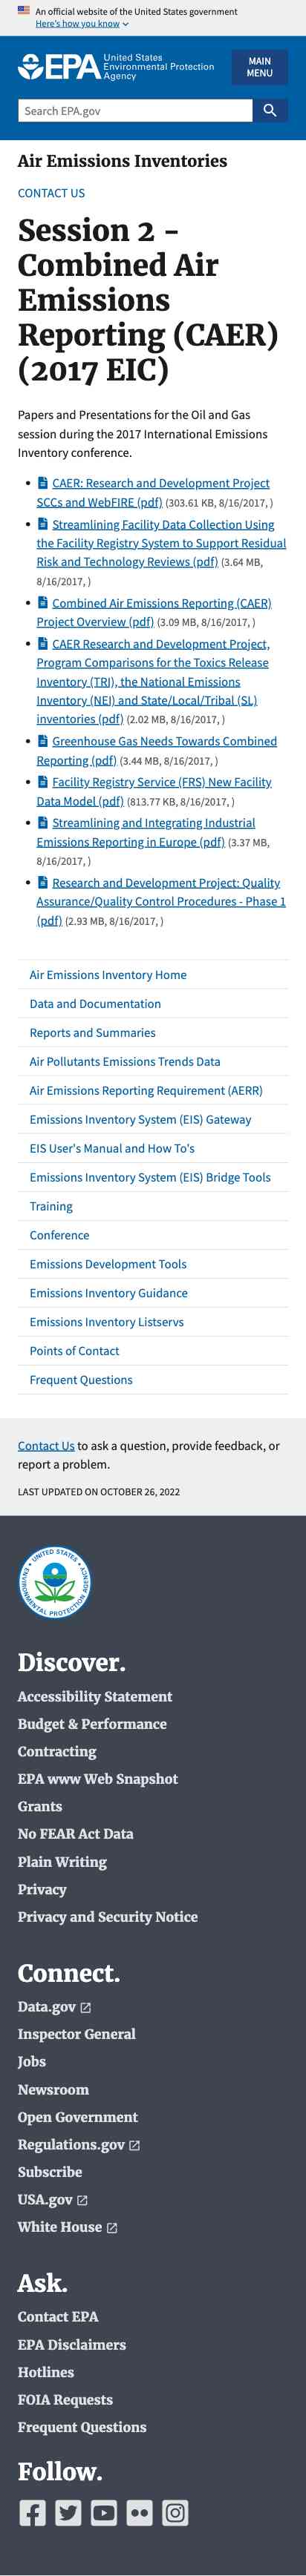 An official website of the United States government
Here's how you know
EPA United States
Environmental Protection
Agency
MAIN
MENU
Search EPA.gov
Air Emissions Inventories
CONTACT US
Session 2 -
Combined Air
Emissions
Reporting (CAER)
(2017 EIC)
Papers and Presentations for the Oil and Gas
session during the 2017 International Emissions
Inventory conference.
CAER: Research and Development Project
SCCs and WebFIRE (pdf) (303.61 KB, 8/16/2017, )
Streamlining Facility Data Collection Using
the Facility Registry System to Support Residual
Risk and Technology Reviews (pdf) (3.64 MB,
8/16/2017, )
Combined Air Emissions Reporting (CAER)
Project Overview (pdf) (3.09 MB, 8/16/2017, )
CAER Research and Development Project,
Program Comparisons for the Toxics Release
Inventory (TRI), the National Emissions
Inventory (NEI) and State/Local/Tribal (SL)
inventories (pdf) (2.02 MB, 8/16/2017, )
Greenhouse Gas Needs Towards Combined
Reporting (pdf) (3.44 MB, 8/16/2017, )
Facility Registry Service (FRS) New Facility
Data Model (pdf) (813.77 KB, 8/16/2017, )
Streamlining and Integrating Industrial
Emissions Reporting in Europe (pdf) (3.37 MB,
8/16/2017, )
Research and Development Project: Quality
Assurance/Quality Control Procedures - Phase 1
(pdf) (2.93 MB, 8/16/2017, )
Air Emissions Inventory Home
Data and Documentation
Reports and Summaries
Air Pollutants Emissions Trends Data
Air Emissions Reporting Requirement (AERR)
Emissions Inventory System (EIS) Gateway
EIS User's Manual and How To's
Emissions Inventory System (EIS) Bridge Tools
Training
Conference
Emissions Development Tools
Emissions Inventory Guidance
Emissions Inventory Listservs
Points of Contact
Frequent Questions
Contact Us to ask a question, provide feedback, or
report a problem.
LAST UPDATED ON OCTOBER 26, 2022
UNITED STATES
ENVIRONMENTAL PROTECTION AGENCY
Discover.
Accessibility Statement
Budget & Performance
Contracting
EPA www Web Snapshot
Grants
No FEAR Act Data
Plain Writing
Privacy
Privacy and Security Notice
Connect.
Data.gov
Inspector General
Jobs
Newsroom
Open Government
Regulations.gov
Subscribe
USA.gov
White House
Ask.
Contact EPA
EPA Disclaimers
Hotlines
FOIA Requests
Frequent Questions
Follow.